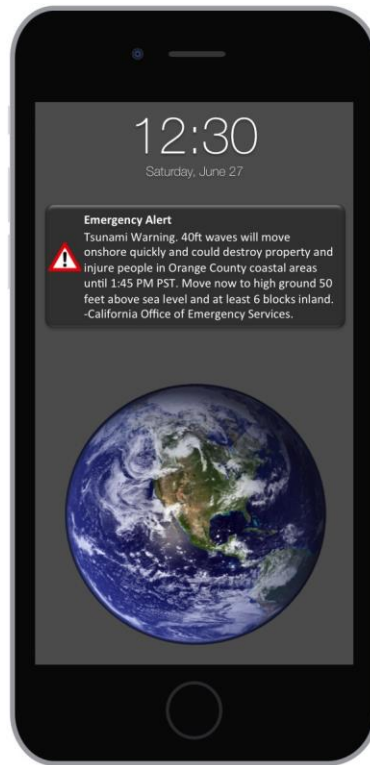 12:30
Saturday, June 27
Emergency Alert
Tsunami Warning. 40ft waves will move
onshore quickly and could destroy property and
injure people in Orange County coastal areas
until 1:45 PM PST. Move now to high ground 50
feet above sea level and at least 6 blocks inland.
-California Office of Emergency Services.